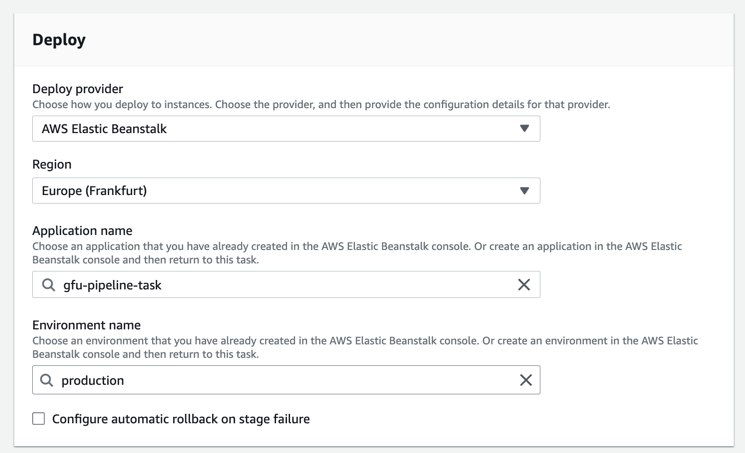 Deploy
Deploy provider
Choose how you deploy to instances. Choose the provider, and then provide the configuration details for that provider.
AWS Elastic Beanstalk
Region
Europe (Frankfurt)
Application name
Choose an application that you have already created in the AWS Elastic Beanstalk console. Or create an application in the AWS Elastic
Beanstalk console and then return to this task.
gfu-pipeline-task
Environment name
Choose an environment that you have already created in the AWS Elastic Beanstalk console. Or create an environment in the AWS Elastic
Beanstalk console and then return to this task.
production
Configure automatic rollback on stage failure